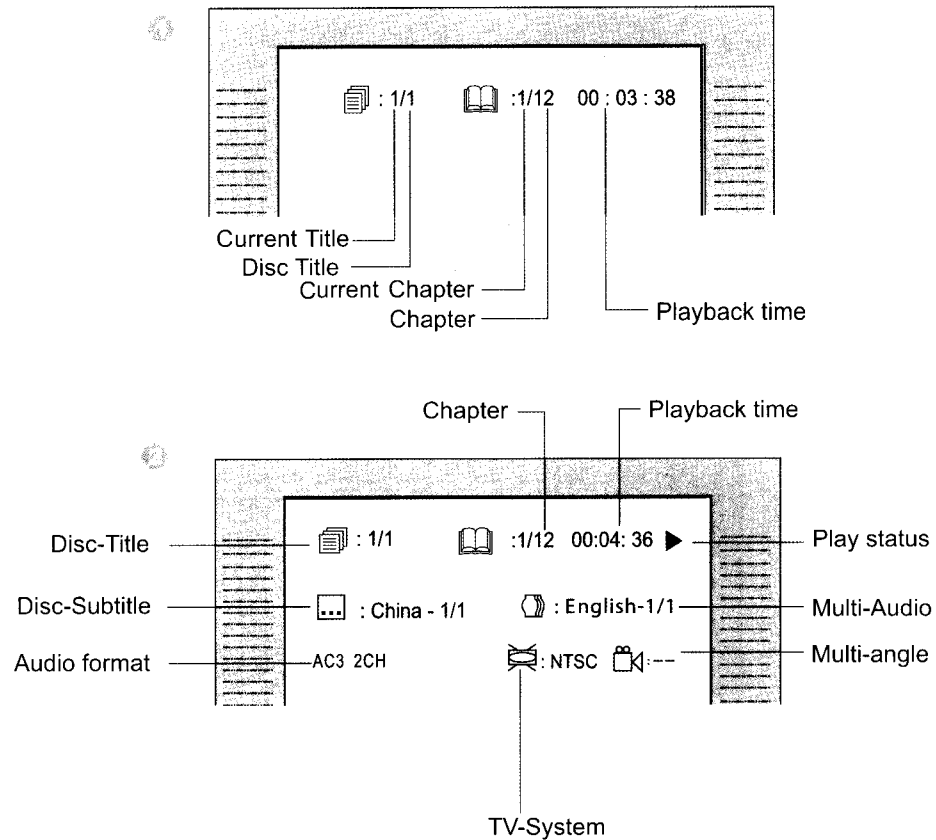 1
: 1/1 :1/12 00 : 03 : 38
Current Title
Disc Title
Current Chapter
Chapter
Playback time
Chapter
Playback time
2
Disc-Title
: 1/1 :1/12 00:04: 36
Play status
Disc-Subtitle
... : China - 1/1 : English-1/1
Multi-Audio
Audio format
AC3 2CH : NTSC :--
Multi-angle
TV-System